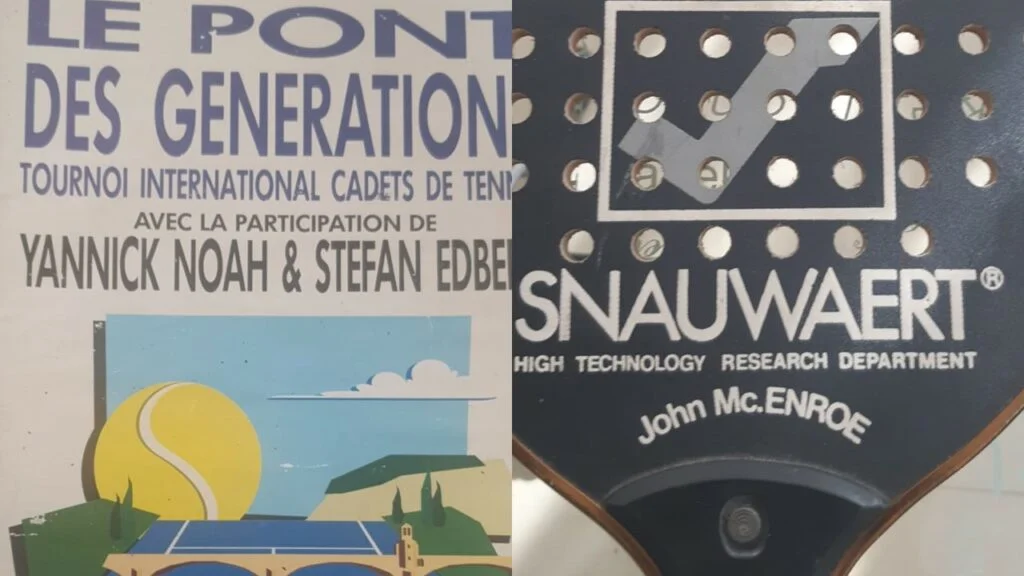 LE PONT
DES GENERATION
TOURNOI INTERNATIONAL CADETS DE TENN
AVEC LA PARTICIPATION DE
YANNICK NOAH & STEFAN EDBE
SNAUWAERT®
HIGH TECHNOLOGY RESEARCH DEPARTMENT
John Mc.ENROE